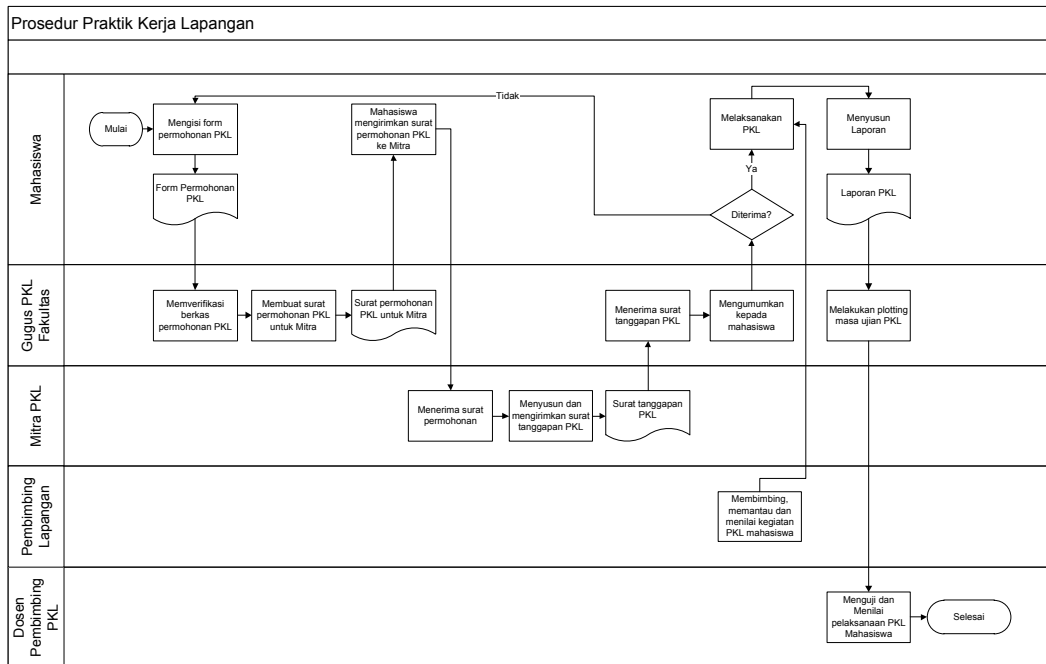 Prosedur Praktik Kerja Lapangan
Mahasiswa
Mulai
Mengisi form
permohonan PKL
Form Permohonan
PKL
Mahasiswa
mengirimkan surat
permohonan PKL
ke Mitra
Tidak
Melaksanakan
PKL
Ya
Diterima?
Menyusun
Laporan
Laporan PKL
Gugus PKL
Fakultas
Memverifikasi
berkas
permohonan PKL
Membuat surat
permohonan PKL
untuk Mitra
Surat permohonan
PKL untuk Mitra
Menerima surat
tanggapan PKL
Mengumumkan
kepada
mahasiswa
Melakukan plotting
masa ujian PKL
Mitra PKL
Menerima surat
permohonan
Menyusun dan
mengirimkan surat
tanggapan PKL
Surat tanggapan
PKL
Pembimbing
Lapangan
Membimbing,
memantau dan
menilai kegiatan
PKL mahasiswa
Dosen
Pembimbing
PKL
Menguji dan
Menilai
pelaksanaan PKL
Mahasiswa
Selesai